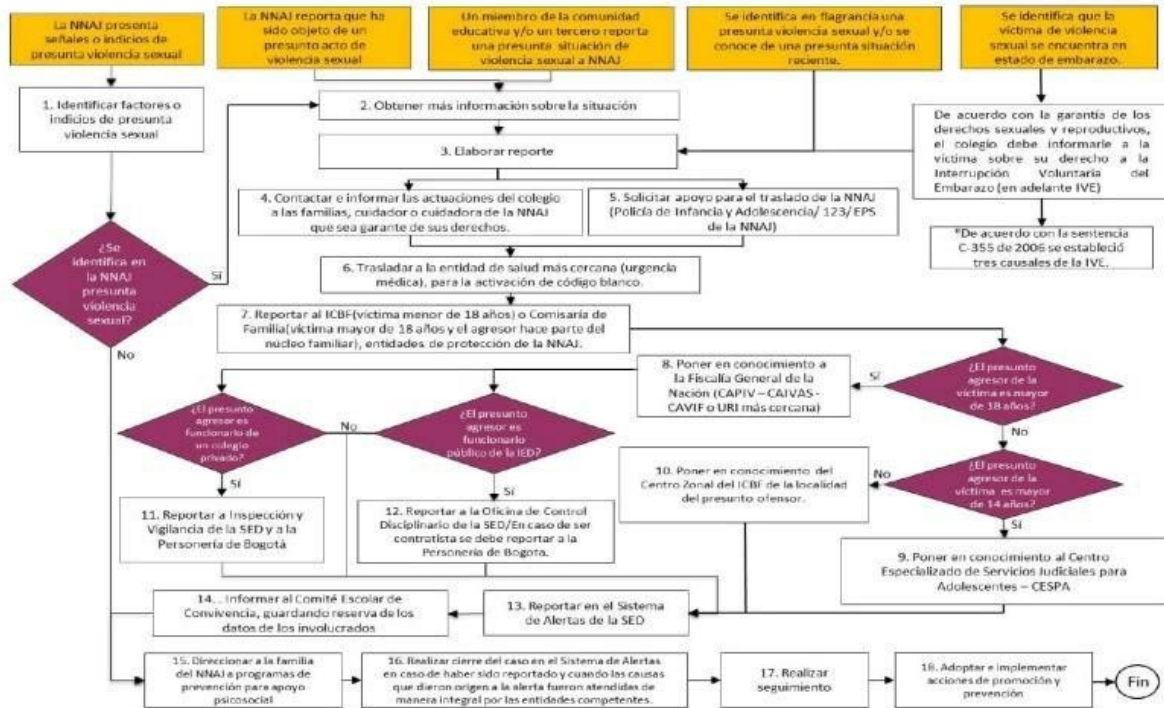 La NNAJ presenta
señales o indicios de
presunta violencia sexual
La NNAJ reporta que ha
sido objeto de un
presunto acto de
violencia sexual
Un miembro de la comunidad
educativa y/o un tercero reporta
una presunta situación de
violencia sexual a NNAJ
Se identifica en flagrancia una
presunta violencia sexual y/o se
conoce de una presunta situación
reciente.
Se identifica que la
víctima de violencia
sexual se encuentra en
estado de embarazo.
1. Identificar factores o
indicios de presunta
violencia sexual
2. Obtener más información sobre la situación
3. Elaborar reporte
De acuerdo con la garantía de los
derechos sexuales y reproductivos,
el colegio debe informarle a la
víctima sobre su derecho a la
Interrupción Voluntaria del
Embarazo (en adelante IVE)
*De acuerdo con la sentencia
C-355 de 2006 se estableció
tres causales de la IVE.
4. Contactar e informar las actuaciones del colegio
a las familias, cuidador o cuidadora de la NNAJ
que sea garante de sus derechos.
5. Solicitar apoyo para el traslado de la NNAJ
(Policía de Infancia y Adolescencia/ 123/ EPS
de la NNAJ)
¿Se
identifica en
la NNAJ
presunta
violencia
sexual?
Sí
No
6. Trasladar a la entidad de salud más cercana (urgencia
médica), para la activación de código blanco.
7. Reportar al ICBF(víctima menor de 18 años) o Comisaría de
Familia(víctima mayor de 18 años y el agresor hace parte del
núcleo familiar), entidades de protección de la NNAJ.
8. Poner en conocimiento a
la Fiscalía General de la
Nación (CAPIV – CAIVAS -
CAVIF o URI más cercana)
Sí
¿El presunto
agresor de la
víctima es mayor
de 18 años?
No
¿El presunto
agresor es
funcionario de
un colegio
privado?
No
¿El presunto
agresor es
funcionario
público de la IED?
Sí
Sí
10. Poner en conocimiento del
Centro Zonal del ICBF de la localidad
del presunto ofensor.
No
¿El presunto
agresor de la
víctima es mayor
de 14 años?
Sí
11. Reportar a Inspección y
Vigilancia de la SED y a la
Personería de Bogotá
12. Reportar a la Oficina de Control
Disciplinario de la SED/En caso de ser
contratista se debe reportar a la
Personería de Bogota.
9. Poner en conocimiento al Centro
Especializado de Servicios Judiciales para
Adolescentes – CESPA
14. . Informar al Comité Escolar de
Convivencia, guardando reserva de los
datos de los involucrados
13. Reportar en el Sistema
de Alertas de la SED
15. Direccionar a la familia
del NNAJ a programas de
prevención para apoyo
psicosocial
16. Realizar cierre del caso en el Sistema de Alertas
en caso de haber sido reportado y cuando las causas
que dieron origen a la alerta fueron atendidas de
manera integral por las entidades competentes.
17. Realizar
seguimiento
18. Adoptar e implementar
acciones de promoción y
prevención
Fin